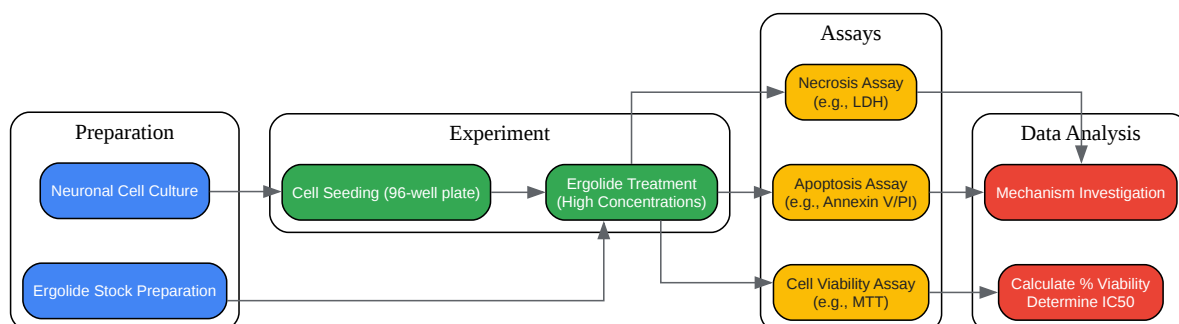 Preparation
Neuronal Cell Culture
Ergolide Stock Preparation
Experiment
Cell Seeding (96-well plate)
Ergolide Treatment
(High Concentrations)
Assays
Necrosis Assay
(e.g., LDH)
Apoptosis Assay
(e.g., Annexin V/PI)
Cell Viability Assay
(e.g., MTT)
Data Analysis
Mechanism Investigation
Calculate % Viability
Determine IC50